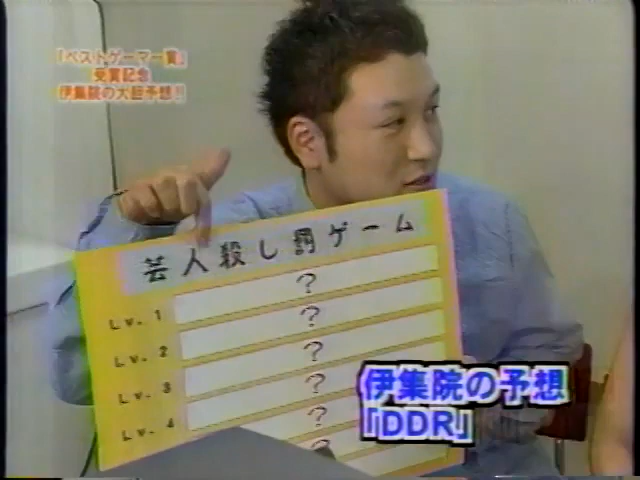 「ベストゲーマー賞」
受賞記念
伊集院の大胆予想!!
芸人殺し罰ゲーム
?
Lv. 1 ?
Lv. 2 ?
Lv. 3 ?
Lv. 4 ?
?
伊集院の予想
「DDR」